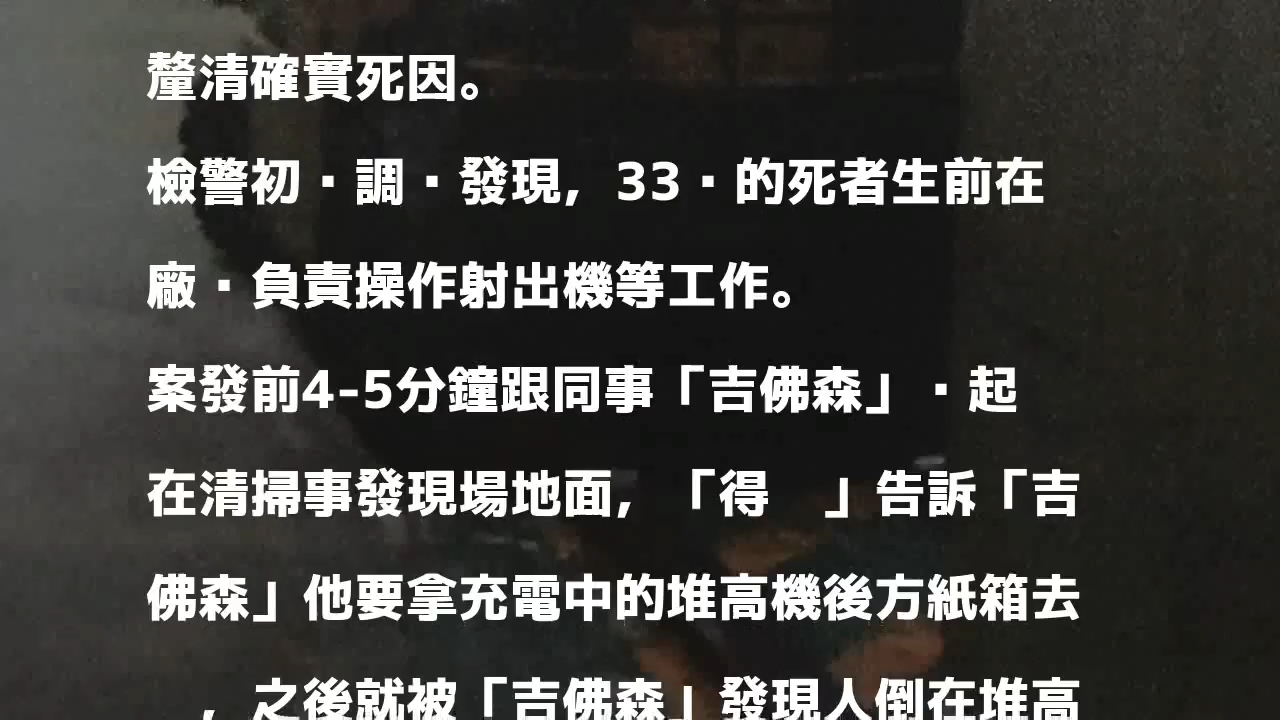 釐清確實死因。
檢警初▪調▪發現，33▪的死者生前在
廠▪負責操作射出機等工作。
案發前4-5分鐘跟同事「吉佛森」▪起
在清掃事發現場地面，「得　」告訴「吉
佛森」他要拿充電中的堆高機後方紙箱去
，之後就被「吉佛森」發現人倒在堆高